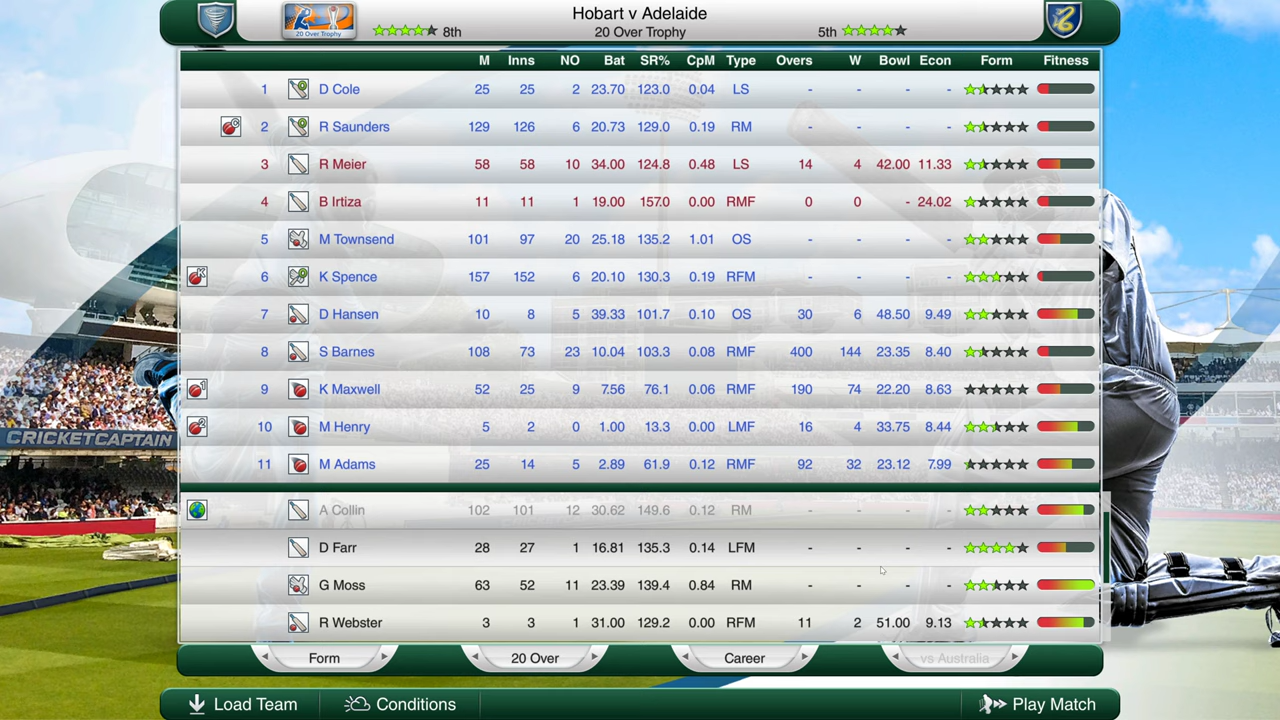 Hobart v Adelaide
20 Over Trophy 8th 20 Over Trophy 5th
M Inns NO Bat SR% CpM Type Overs W Bowl Econ Form Fitness
1 D Cole 25 25 2 23.70 123.0 0.04 LS - - - -
2 R Saunders 129 126 6 20.73 129.0 0.19 RM - - - -
3 R Meier 58 58 10 34.00 124.8 0.48 LS 14 4 42.00 11.33
4 B Irtiza 11 11 1 19.00 157.0 0.00 RMF 0 0 - 24.02
5 M Townsend 101 97 20 25.18 135.2 1.01 OS - - - -
K 6 K Spence 157 152 6 20.10 130.3 0.19 RFM - - - -
7 D Hansen 10 8 5 39.33 101.7 0.10 OS 30 6 48.50 9.49
8 S Barnes 108 73 23 10.04 103.3 0.08 RMF 400 144 23.35 8.40
1 9 K Maxwell 52 25 9 7.56 76.1 0.06 RMF 190 74 22.20 8.63
2 10 M Henry 5 2 0 1.00 13.3 0.00 LMF 16 4 33.75 8.44
11 M Adams 25 14 5 2.89 61.9 0.12 RMF 92 32 23.12 7.99
A Collin 102 101 12 30.62 149.6 0.12 RM - - - -
D Farr 28 27 1 16.81 135.3 0.14 LFM - - - -
G Moss 63 52 11 23.39 139.4 0.84 RM - - - -
R Webster 3 3 1 31.00 129.2 0.00 RFM 11 2 51.00 9.13
CRICKETCAPTAIN
Form 20 Over Career vs Australia
Load Team Conditions Play Match